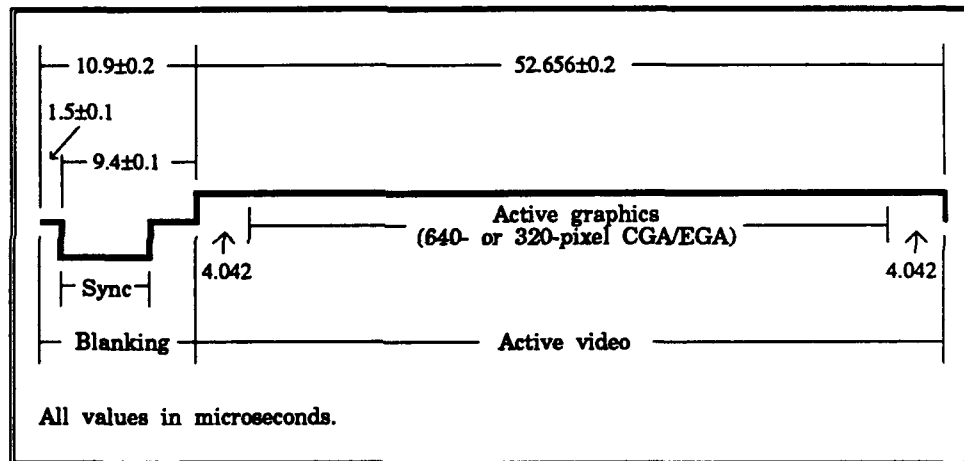 10.9±0.2
52.656±0.2
1.5±0.1
9.4±0.1
Active graphics
(640- or 320-pixel CGA/EGA)
4.042
4.042
Sync
Blanking
Active video
All values in microseconds.